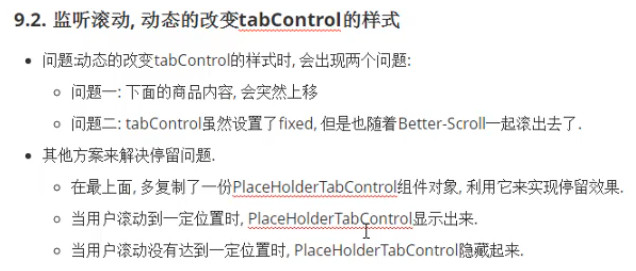 9.2. 监听滚动, 动态的改变tabControl的样式
问题:动态的改变tabControl的样式时, 会出现两个问题:
问题一: 下面的商品内容, 会突然上移
问题二: tabControl虽然设置了fixed, 但是也随着Better-Scroll一起滚出去了.
其他方案来解决停留问题.
在最上面, 多复制了一份PlaceHolderTabControl组件对象, 利用它来实现停留效果.
当用户滚动到一定位置时, PlaceHolderTabControl显示出来.
当用户滚动没有达到一定位置时, PlaceHolderTabControl隐藏起来.